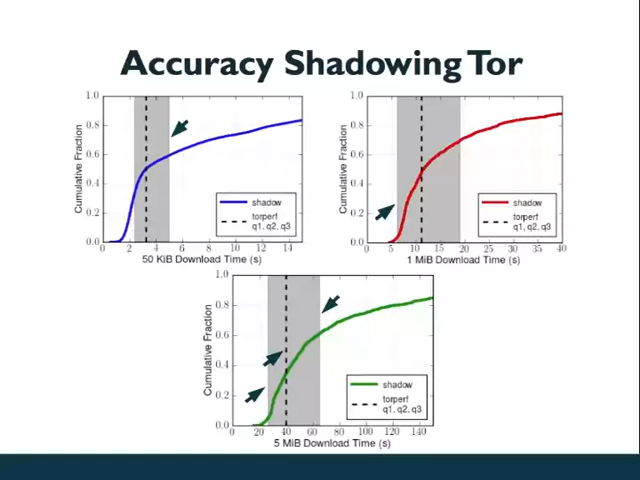 Accuracy Shadowing Tor
1.0
0.8
0.6
0.4
0.2
0.0
Cumulative Fraction
0 2 4 6 8 10 12 14
50 KiB Download Time (s)
shadow
torperf
q1, q2, q3
1.0
0.8
0.6
0.4
0.2
0.0
Cumulative Fraction
0 5 10 15 20 25 30 35 40
1 MiB Download Time (s)
shadow
torperf
q1, q2, q3
1.0
0.8
0.6
0.4
0.2
0.0
Cumulative Fraction
0 20 40 60 80 100 120 140
5 MiB Download Time (s)
shadow
torperf
q1, q2, q3